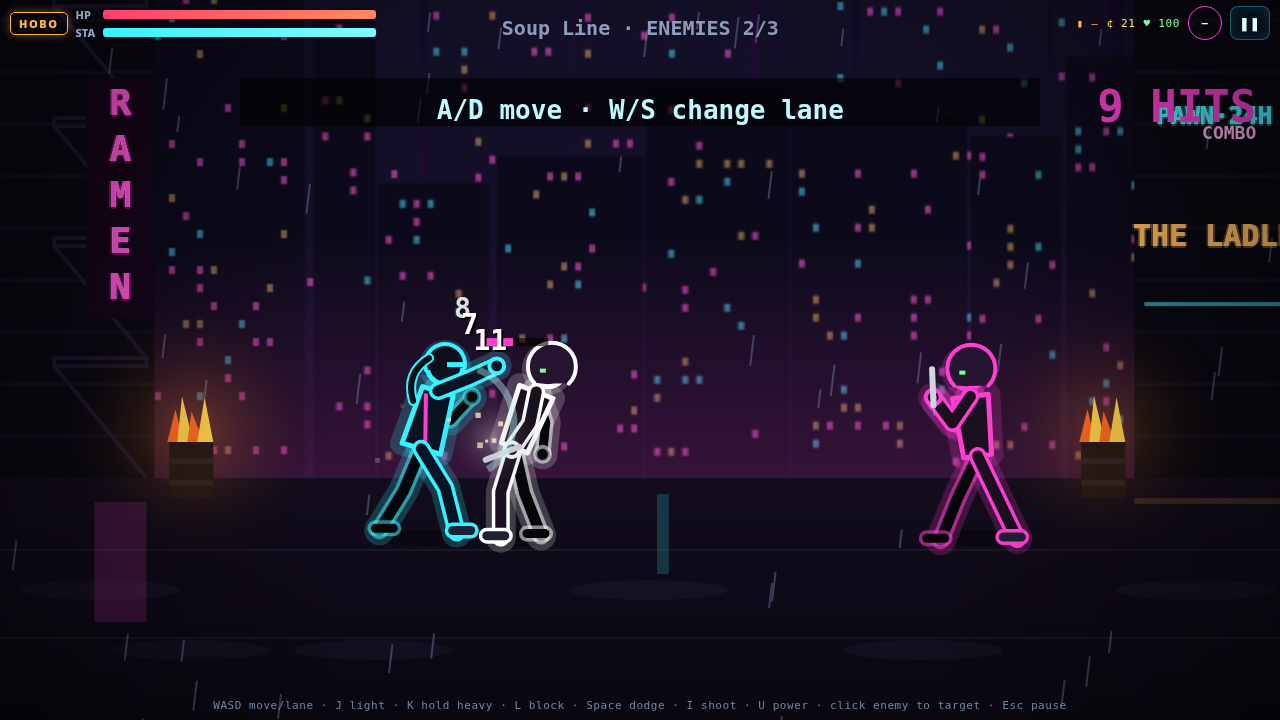 HOBO
HP
STA
Soup Line · ENEMIES 2/3
▮ — ¢ 21 ♥ 100
–
A/D move · W/S change lane
9 HITS
COMBO
RAMEN
THE LADL
8
7
11
WASD move/lane · J light · K hold heavy · L block · Space dodge · I shoot · U power · click enemy to target · Esc pause